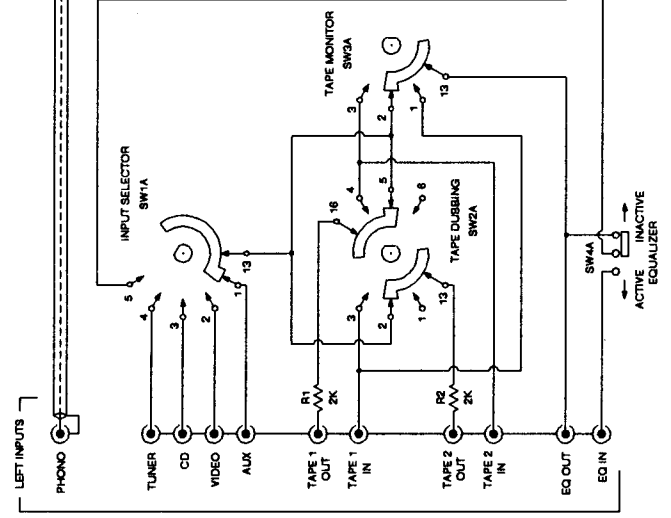 LEFT INPUTS
PHONO
TUNER
CD
VIDEO
AUX
TAPE 1
OUT
TAPE 1
IN
TAPE 2
OUT
TAPE 2
IN
EQ OUT
EQ IN
INPUT SELECTOR
SW1A
5
4
3
2
1
13
TAPE MONITOR
SW3A
3
2
1
13
TAPE DUBBING
SW2A
16
4
5
6
3
2
1
13
R1
2K
R2
2K
SW4A
ACTIVE
INACTIVE
EQUALIZER